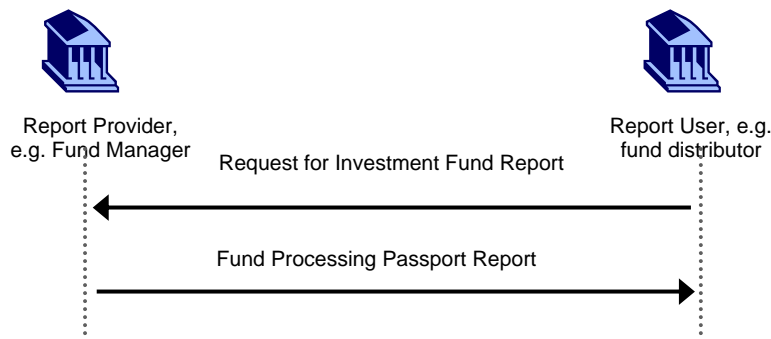 Report Provider,
e.g. Fund Manager
Report User, e.g.
fund distributor
Request for Investment Fund Report
Fund Processing Passport Report